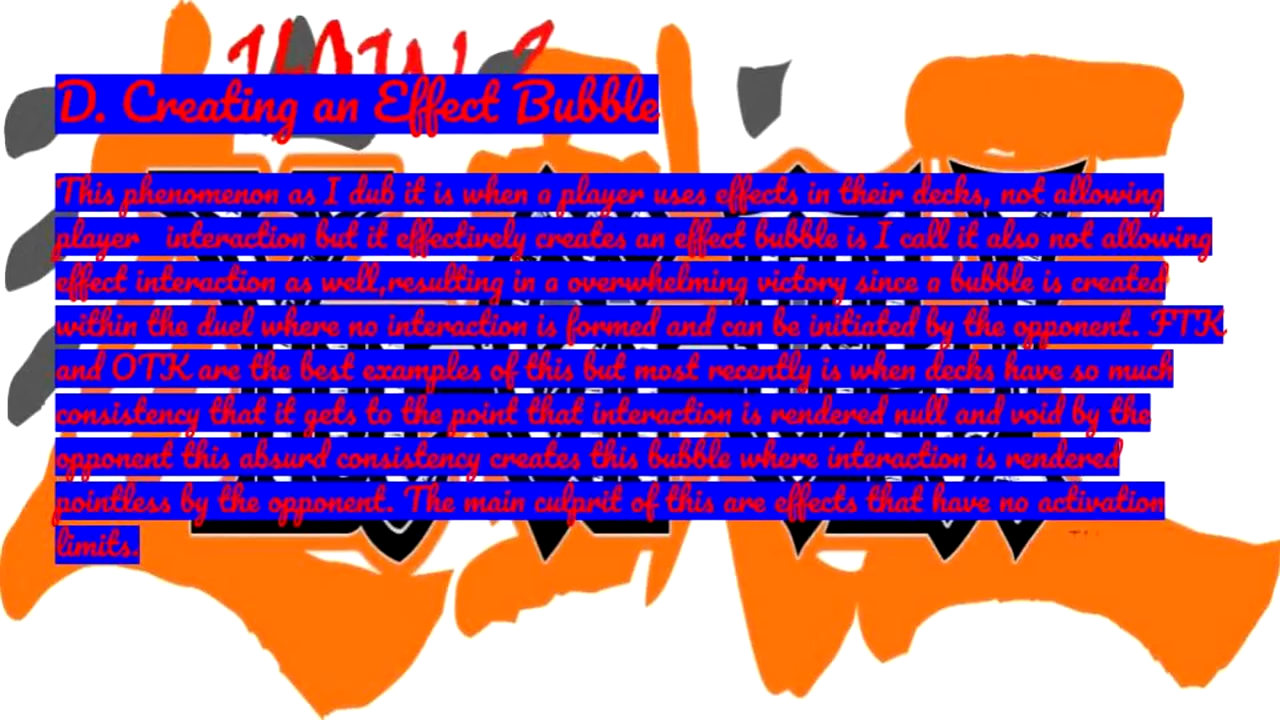 D. Creating an Effect Bubble
This phenomenon as I dub it is when a player uses effects in their decks, not allowing
player interaction but it effectively creates an effect bubble is I call it also not allowing
effect interaction as well,resulting in a overwhelming victory since a bubble is created
within the duel where no interaction is formed and can be initiated by the opponent. FTK
and OTK are the best examples of this but most recently is when decks have so much
consistency that it gets to the point that interaction is rendered null and void by the
opponent this absurd consistency creates this bubble where interaction is rendered
pointless by the opponent. The main culprit of this are effects that have no activation
limits.